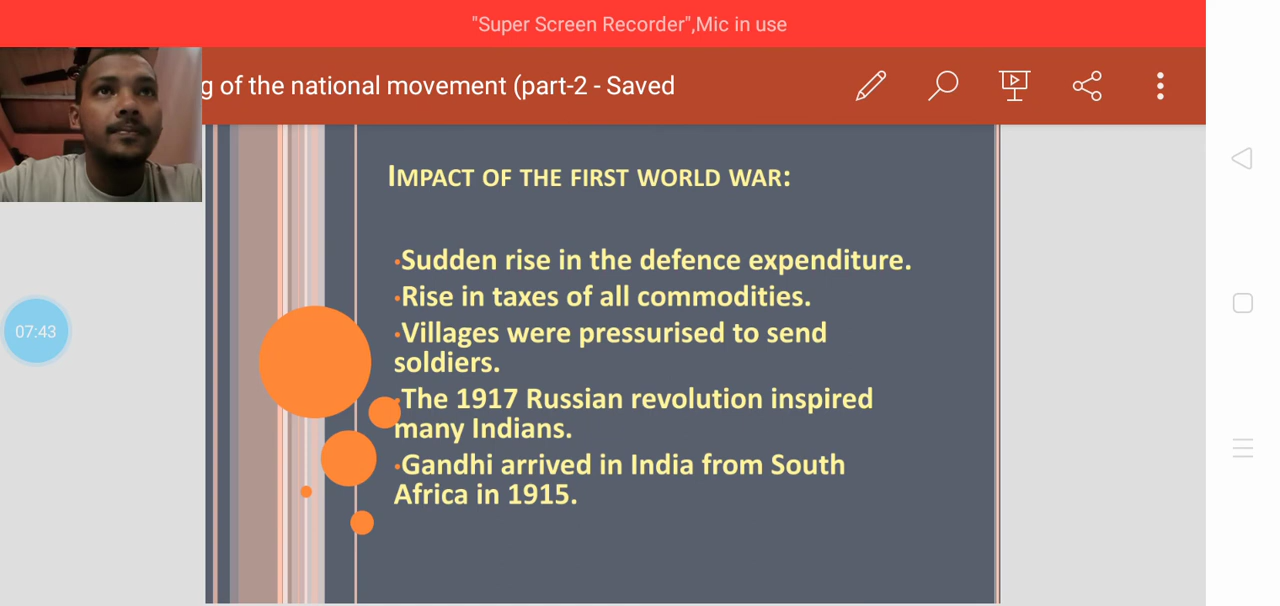 "Super Screen Recorder",Mic in use
g of the national movement (part-2 - Saved
IMPACT OF THE FIRST WORLD WAR:
•Sudden rise in the defence expenditure.
•Rise in taxes of all commodities.
•Villages were pressurised to send
soldiers.
•The 1917 Russian revolution inspired
many Indians.
•Gandhi arrived in India from South
Africa in 1915.
07:43